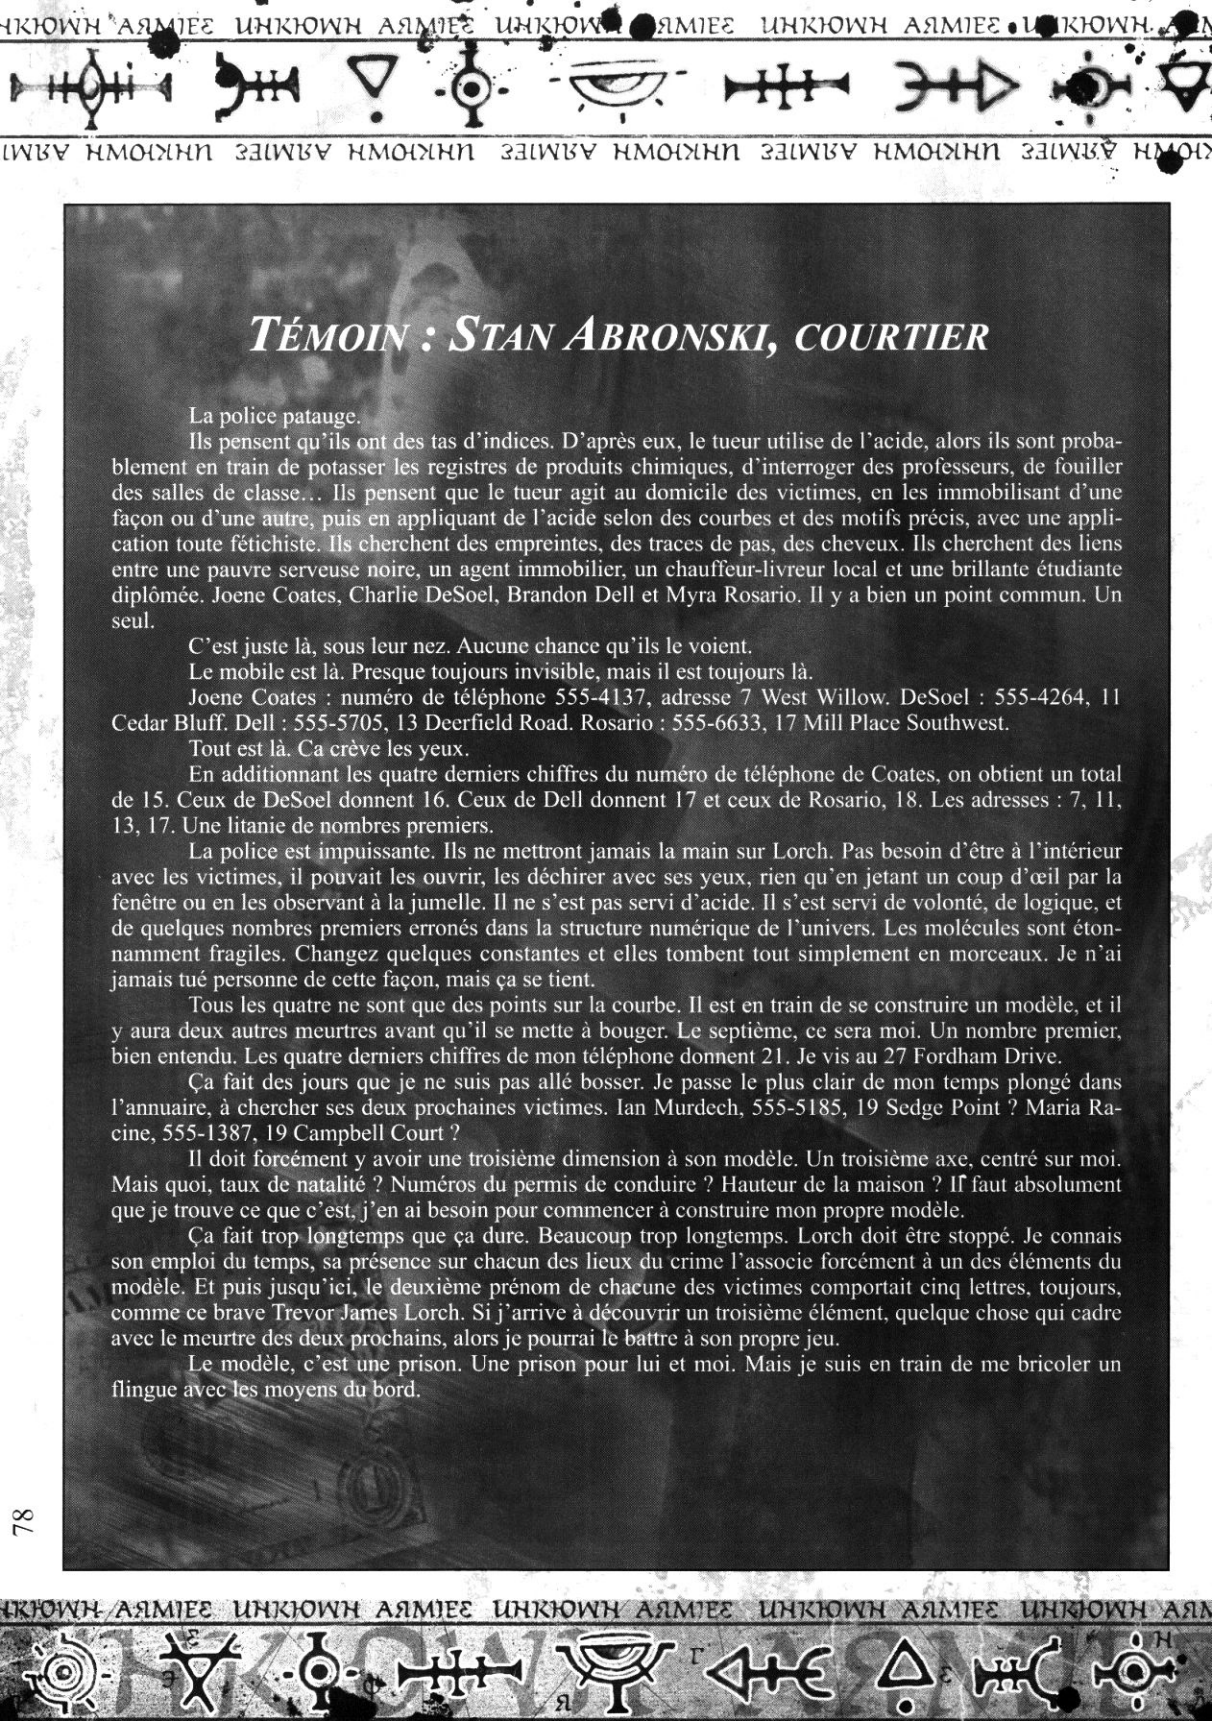 UNKNOWN ARMIES UNKNOWN ARMIES UNKNOWN ARMIES UNKNOWN ARMIES UNKNOWN
ARMIES UNKNOWN ARMIES UNKNOWN ARMIES UNKNOWN ARMIES UNKNOWN
TÉMOIN : STAN ABRONSKI, COURTIER
La police patauge.
Ils pensent qu’ils ont des tas d’indices. D’après eux, le tueur utilise de l’acide, alors ils sont proba-
blement en train de potasser les registres de produits chimiques, d’interroger des professeurs, de fouiller
des salles de classe… Ils pensent que le tueur agit au domicile des victimes, en les immobilisant d’une
façon ou d’une autre, puis en appliquant de l’acide selon des courbes et des motifs précis, avec une appli-
cation toute fétichiste. Ils cherchent des empreintes, des traces de pas, des cheveux. Ils cherchent des liens
entre une pauvre serveuse noire, un agent immobilier, un chauffeur-livreur local et une brillante étudiante
diplômée. Joene Coates, Charlie DeSoel, Brandon Dell et Myra Rosario. Il y a bien un point commun. Un
seul.
C’est juste là, sous leur nez. Aucune chance qu’ils le voient.
Le mobile est là. Presque toujours invisible, mais il est toujours là.
Joene Coates : numéro de téléphone 555-4137, adresse 7 West Willow. DeSoel : 555-4264, 11
Cedar Bluff. Dell : 555-5705, 13 Deerfield Road. Rosario : 555-6633, 17 Mill Place Southwest.
Tout est là. Ca crève les yeux.
En additionnant les quatre derniers chiffres du numéro de téléphone de Coates, on obtient un total
de 15. Ceux de DeSoel donnent 16. Ceux de Dell donnent 17 et ceux de Rosario, 18. Les adresses : 7, 11,
13, 17. Une litanie de nombres premiers.
La police est impuissante. Ils ne mettront jamais la main sur Lorch. Pas besoin d’être à l’intérieur
avec les victimes, il pouvait les ouvrir, les déchirer avec ses yeux, rien qu’en jetant un coup d’œil par la
fenêtre ou en les observant à la jumelle. Il ne s’est pas servi d’acide. Il s’est servi de volonté, de logique, et
de quelques nombres premiers erronés dans la structure numérique de l’univers. Les molécules sont éton-
namment fragiles. Changez quelques constantes et elles tombent tout simplement en morceaux. Je n’ai
jamais tué personne de cette façon, mais ça se tient.
Tous les quatre ne sont que des points sur la courbe. Il est en train de se construire un modèle, et il
y aura deux autres meurtres avant qu’il se mette à bouger. Le septième, ce sera moi. Un nombre premier,
bien entendu. Les quatre derniers chiffres de mon téléphone donnent 21. Je vis au 27 Fordham Drive.
Ça fait des jours que je ne suis pas allé bosser. Je passe le plus clair de mon temps plongé dans
l’annuaire, à chercher ses deux prochaines victimes. Ian Murdech, 555-5185, 19 Sedge Point ? Maria Ra-
cine, 555-1387, 19 Campbell Court ?
Il doit forcément y avoir une troisième dimension à son modèle. Un troisième axe, centré sur moi.
Mais quoi, taux de natalité ? Numéros du permis de conduire ? Hauteur de la maison ? Il faut absolument
que je trouve ce que c’est, j’en ai besoin pour commencer à construire mon propre modèle.
Ça fait trop longtemps que ça dure. Beaucoup trop longtemps. Lorch doit être stoppé. Je connais
son emploi du temps, sa présence sur chacun des lieux du crime l’associe forcément à un des éléments du
modèle. Et puis jusqu’ici, le deuxième prénom de chacune des victimes comportait cinq lettres, toujours,
comme ce brave Trevor James Lorch. Si j’arrive à découvrir un troisième élément, quelque chose qui cadre
avec le meurtre des deux prochains, alors je pourrai le battre à son propre jeu.
Le modèle, c’est une prison. Une prison pour lui et moi. Mais je suis en train de me bricoler un
flingue avec les moyens du bord.
78
UNKNOWN ARMIES UNKNOWN ARMIES UNKNOWN ARMIES UNKNOWN ARMIES UNKNOWN